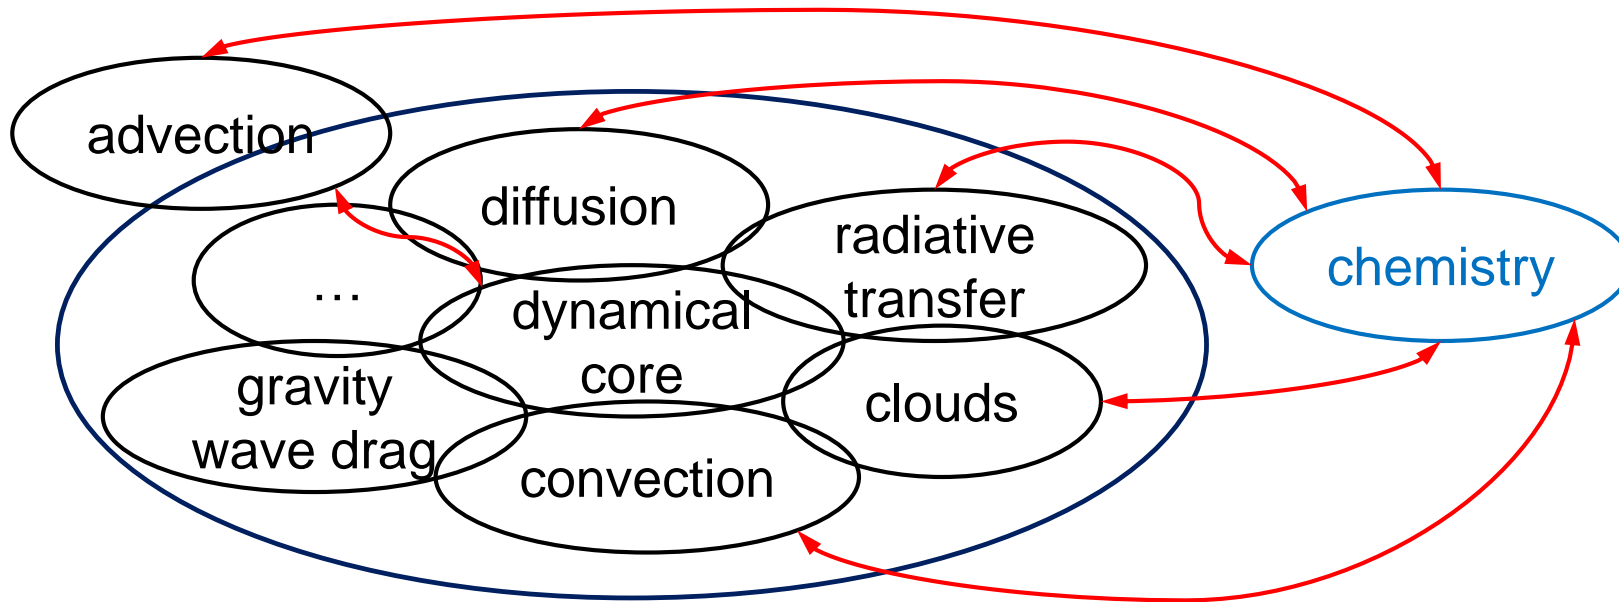 advection
diffusion
radiative
transfer
chemistry
…
dynamical
core
gravity
wave drag
clouds
convection